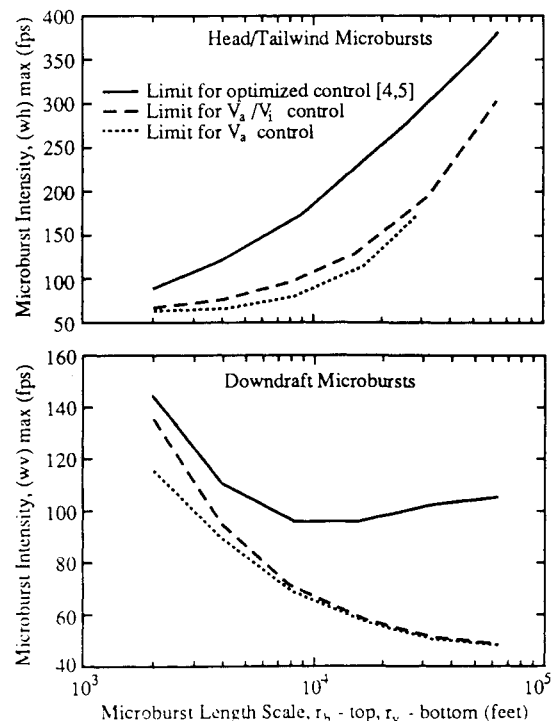 Head/Tailwind Microbursts
Limit for optimized control [4,5]
Limit for Va/Vi control
Limit for Va control
Microburst Intensity, (wh) max (fps)
400
350
300
250
200
150
100
50
Downdraft Microbursts
Microburst Intensity, (wv) max (fps)
160
140
120
100
80
60
40
10³ 10⁴ 10⁵
Microburst Length Scale, rh - top, rv - bottom (feet)